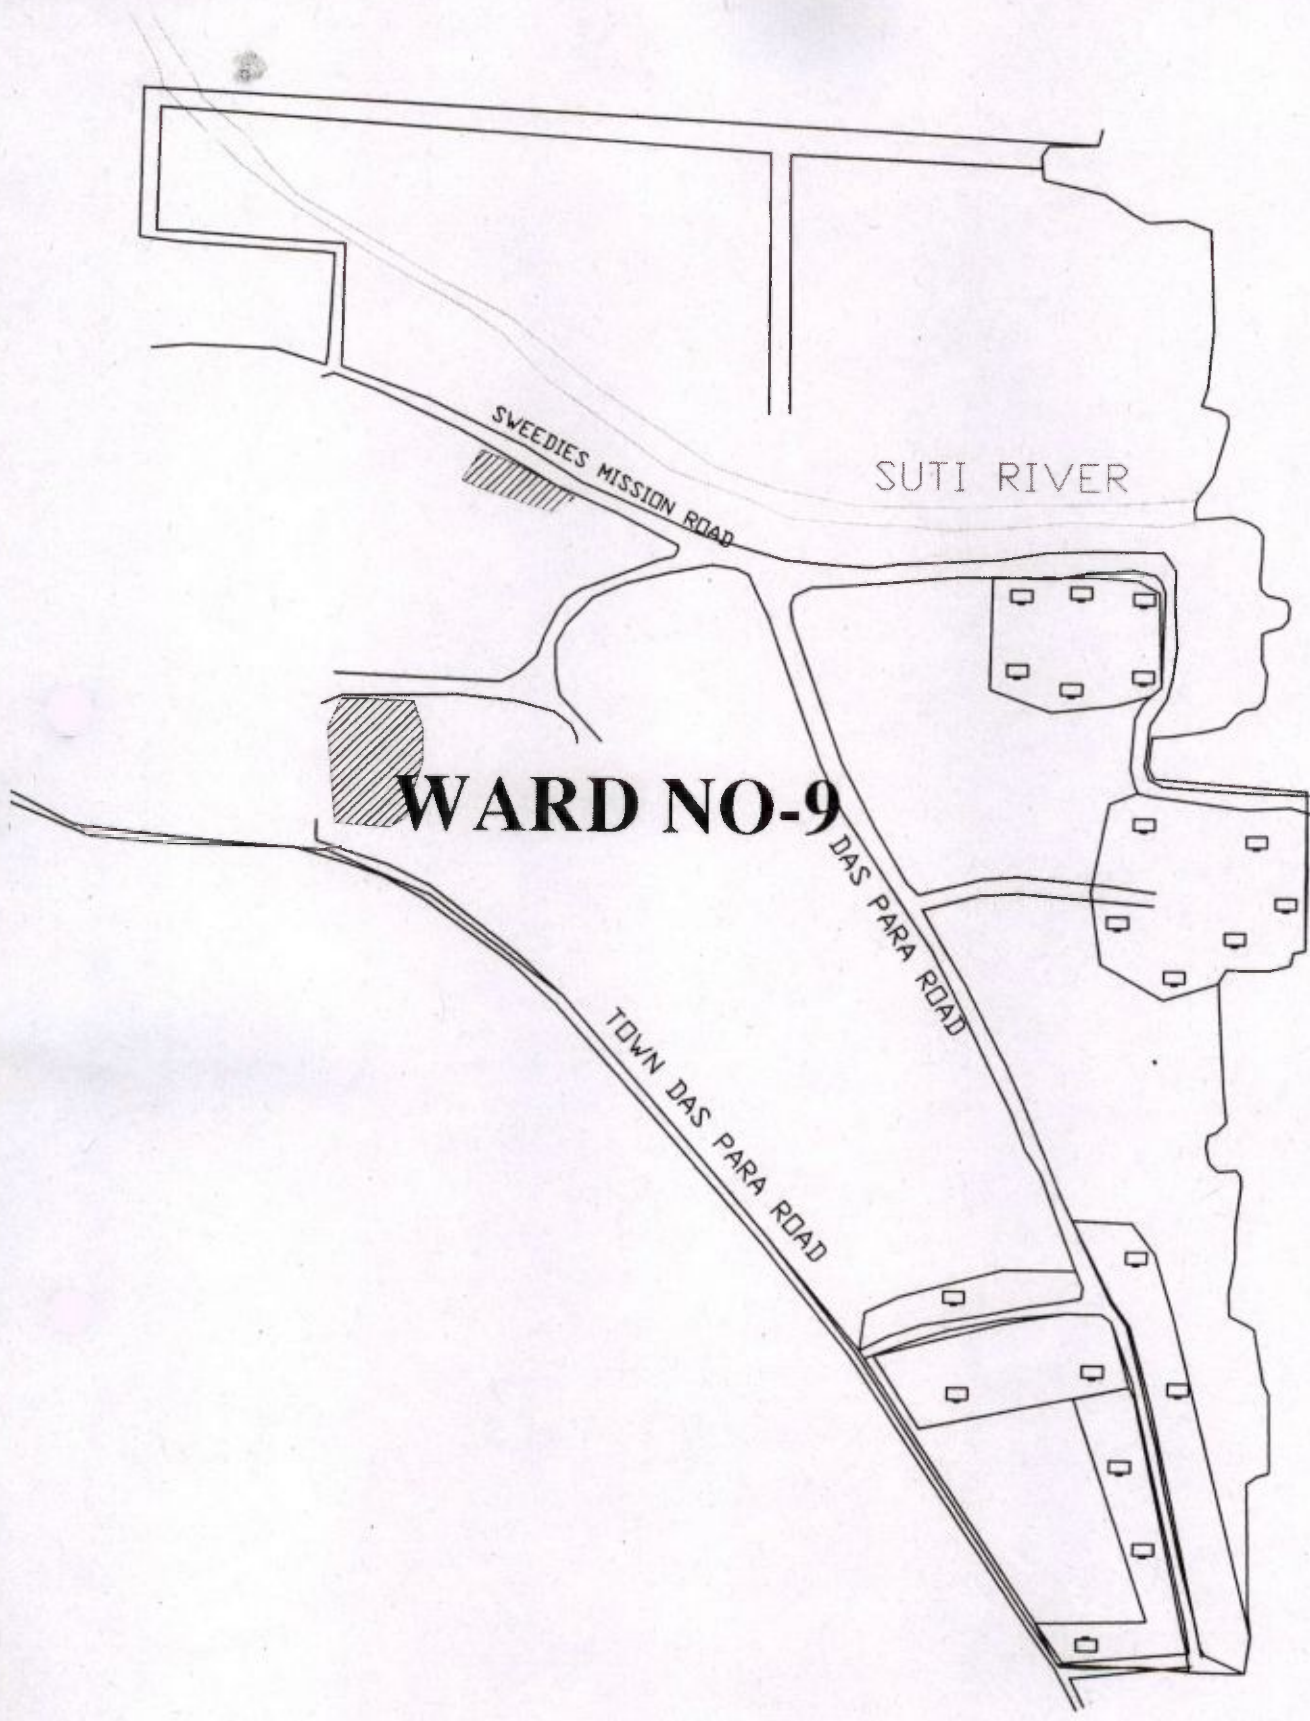 SWEEDIES MISSION ROAD
SUTI RIVER
WARD NO-9
DAS PARA ROAD
TOWN DAS PARA ROAD